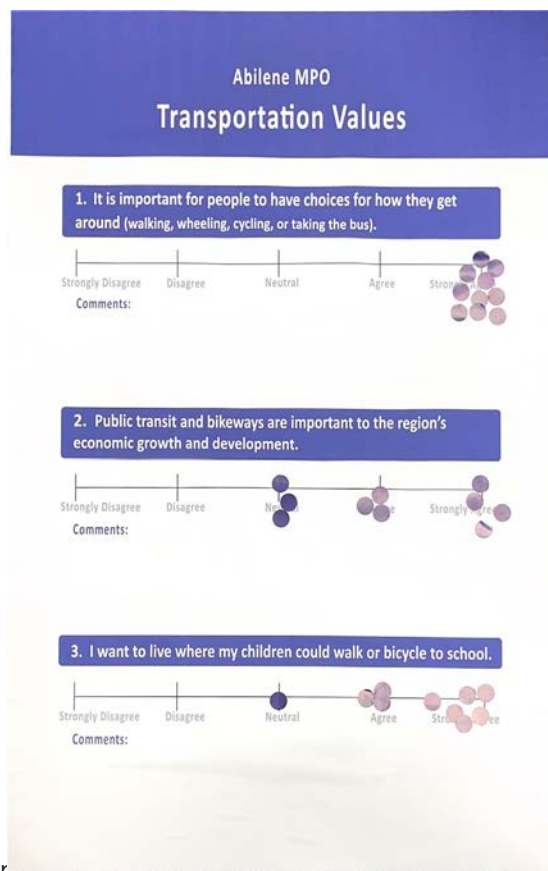 Abilene MPO
Transportation Values
1. It is important for people to have choices for how they get
around (walking, wheeling, cycling, or taking the bus).
Strongly Disagree Disagree Neutral Agree
Comments:
2. Public transit and bikeways are important to the region's
economic growth and development.
Strongly Disagree Disagree Strongly
Comments:
3. I want to live where my children could walk or bicycle to school.
Strongly Disagree Disagree Neutral Agree
Comments:
r